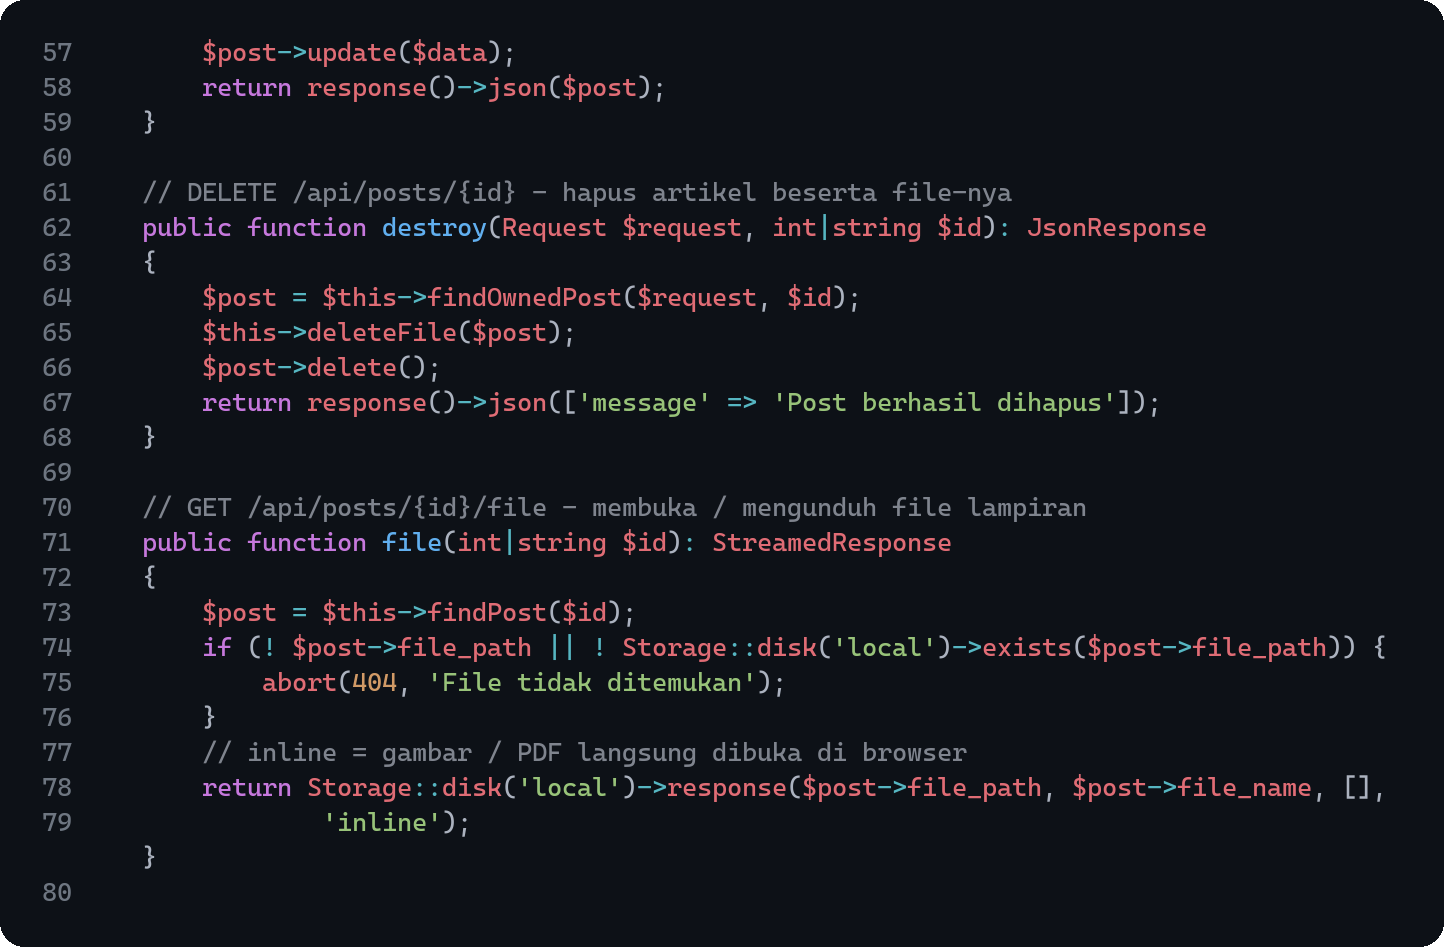 57 $post->update($data);
58 return response()->json($post);
59 }
60
61 // DELETE /api/posts/{id} - hapus artikel beserta file-nya
62 public function destroy(Request $request, int|string $id): JsonResponse
63 {
64 $post = $this->findOwnedPost($request, $id);
65 $this->deleteFile($post);
66 $post->delete();
67 return response()->json(['message' => 'Post berhasil dihapus']);
68 }
69
70 // GET /api/posts/{id}/file - membuka / mengunduh file lampiran
71 public function file(int|string $id): StreamedResponse
72 {
73 $post = $this->findPost($id);
74 if (! $post->file_path || ! Storage::disk('local')->exists($post->file_path)) {
75 abort(404, 'File tidak ditemukan');
76 }
77 // inline = gambar / PDF langsung dibuka di browser
78 return Storage::disk('local')->response($post->file_path, $post->file_name, [],
79 'inline');
}
80